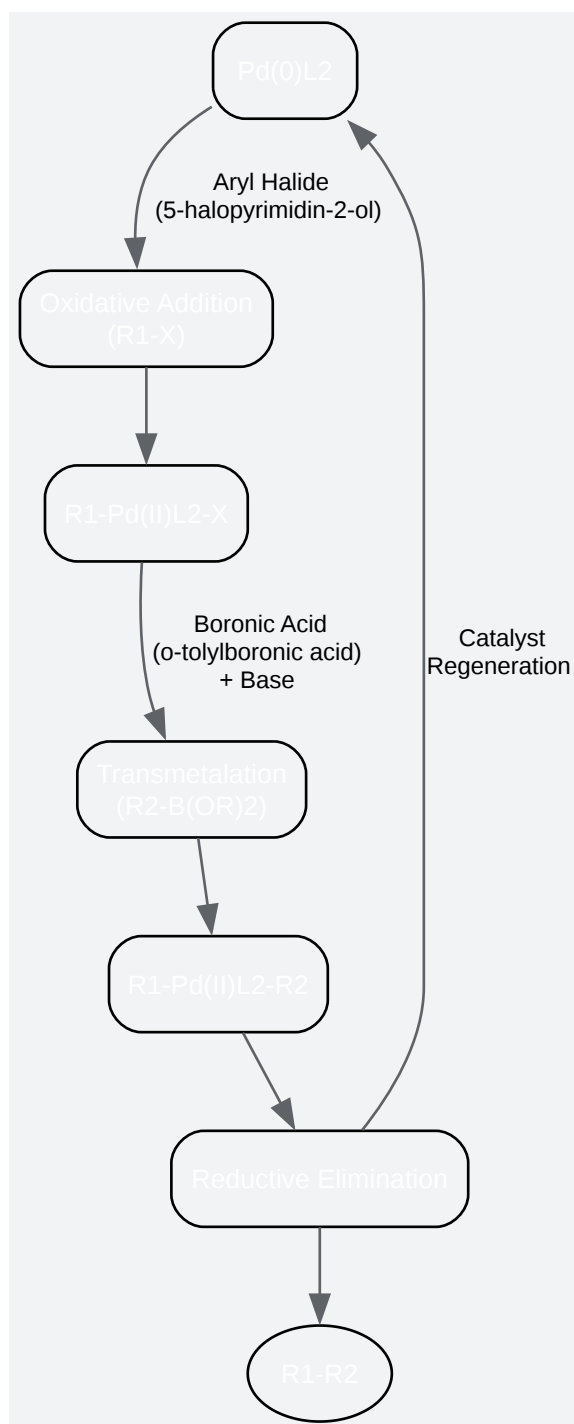 Pd(0)L2
Aryl Halide
(5-halopyrimidin-2-ol)
Oxidative Addition
(R1-X)
R1-Pd(II)L2-X
Boronic Acid
(o-tolylboronic acid)
+ Base
Catalyst
Regeneration
Transmetalation
(R2-B(OR)2)
R1-Pd(II)L2-R2
Reductive Elimination
R1-R2